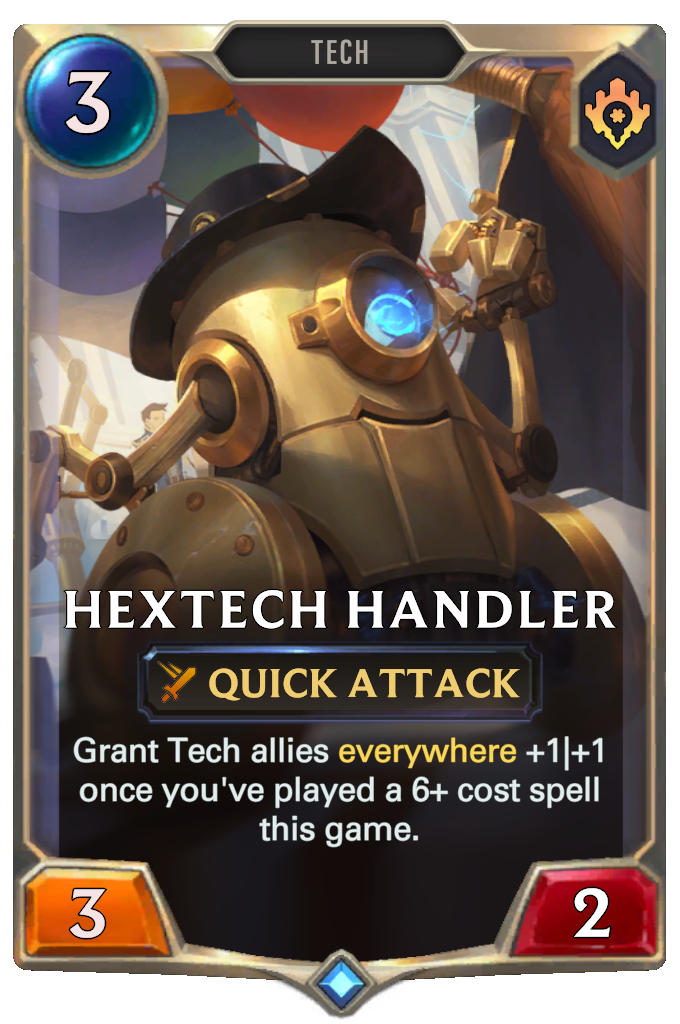 TECH
3
HEXTECH HANDLER
QUICK ATTACK
Grant Tech allies everywhere +1|+1
once you've played a 6+ cost spell
this game.
3
2